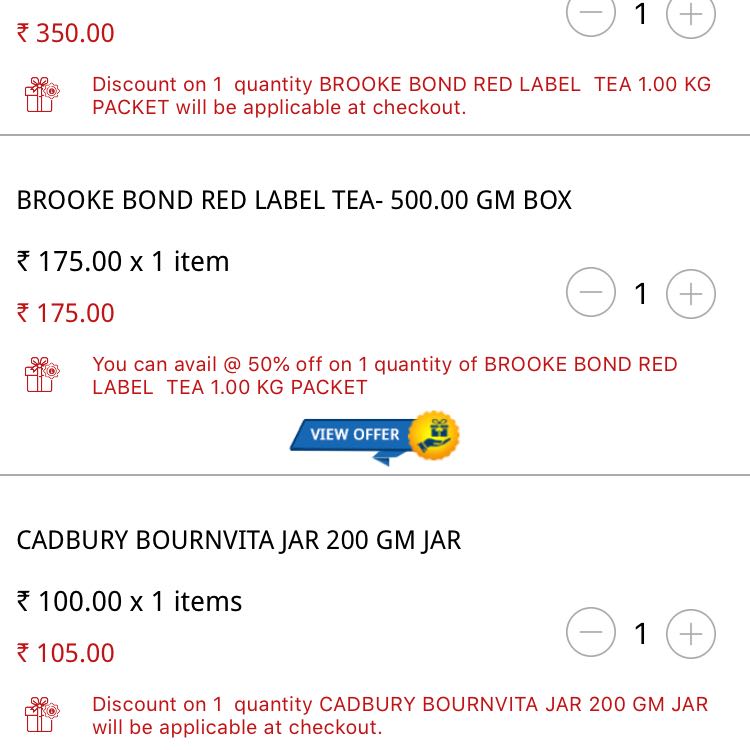 1
₹ 350.00
Discount on 1  quantity BROOKE BOND RED LABEL  TEA 1.00 KG
PACKET will be applicable at checkout.
BROOKE BOND RED LABEL TEA- 500.00 GM BOX
₹ 175.00 x 1 item
1
₹ 175.00
You can avail @ 50% off on 1 quantity of BROOKE BOND RED
LABEL  TEA 1.00 KG PACKET
VIEW OFFER
CADBURY BOURNVITA JAR 200 GM JAR
₹ 100.00 x 1 items
1
₹ 105.00
Discount on 1  quantity CADBURY BOURNVITA JAR 200 GM JAR
will be applicable at checkout.